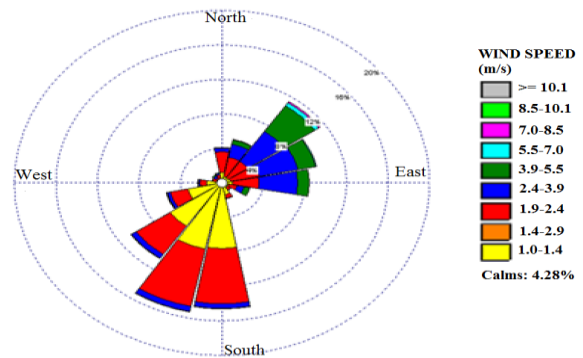 North
20%
16%
12%
8%
4%
West
East
South
WIND SPEED
(m/s)
>= 10.1
8.5-10.1
7.0-8.5
5.5-7.0
3.9-5.5
2.4-3.9
1.9-2.4
1.4-2.9
1.0-1.4
Calms: 4.28%